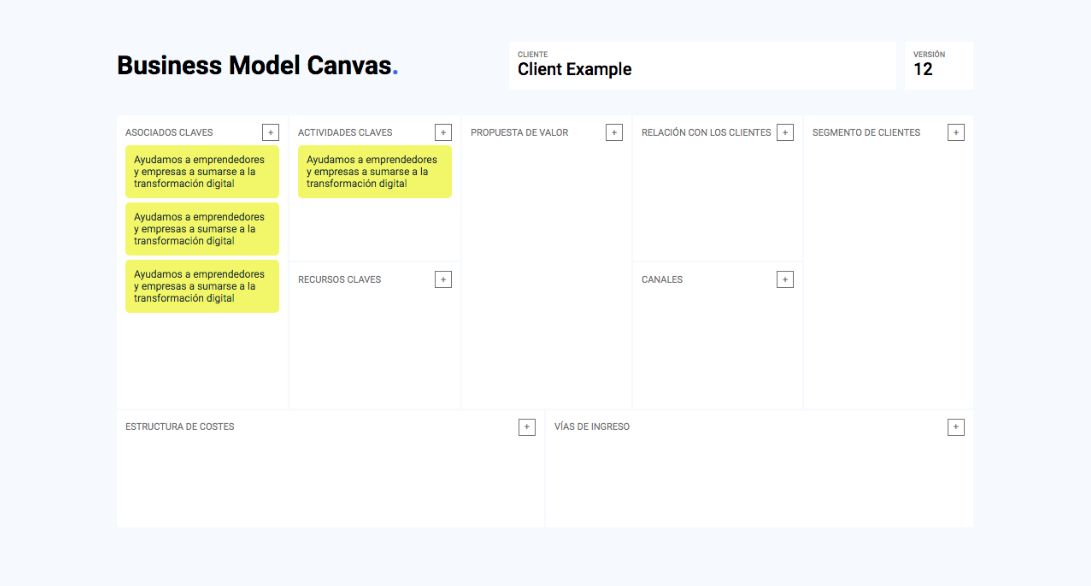 Business Model Canvas.
CLIENTE
Client Example
VERSIÓN
12
ASOCIADOS CLAVES +
Ayudamos a emprendedores
y empresas a sumarse a la
transformación digital
Ayudamos a emprendedores
y empresas a sumarse a la
transformación digital
Ayudamos a emprendedores
y empresas a sumarse a la
transformación digital
ACTIVIDADES CLAVES +
Ayudamos a emprendedores
y empresas a sumarse a la
transformación digital
RECURSOS CLAVES +
PROPUESTA DE VALOR +
RELACIÓN CON LOS CLIENTES +
CANALES +
SEGMENTO DE CLIENTES +
ESTRUCTURA DE COSTES +
VÍAS DE INGRESO +